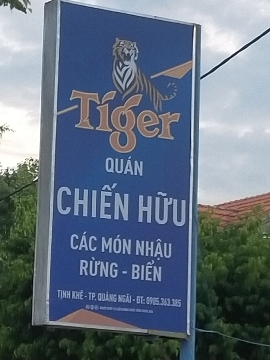 Tiger
QUÁN
CHIẾN HỮU
CÁC MÓN NHẬU
RỪNG - BIỂN
TỊNH KHÊ - TP. QUẢNG NGÃI - ĐT: 0905.363.385